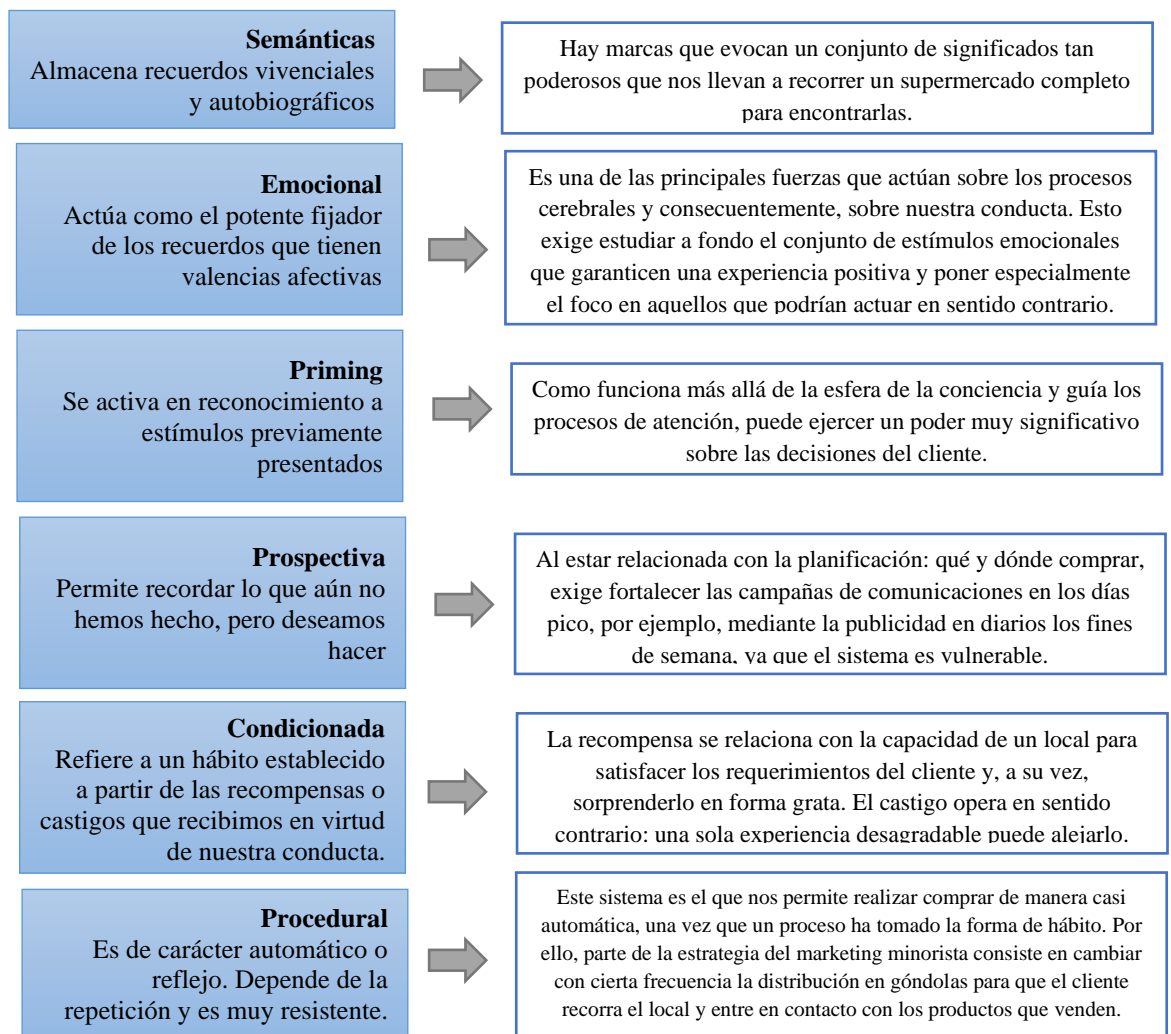 Semánticas
Almacena recuerdos vivenciales
y autobiográficos
Hay marcas que evocan un conjunto de significados tan
poderosos que nos llevan a recorrer un supermercado completo
para encontrarlas.
Emocional
Actúa como el potente fijador
de los recuerdos que tienen
valencias afectivas
Es una de las principales fuerzas que actúan sobre los procesos
cerebrales y consecuentemente, sobre nuestra conducta. Esto
exige estudiar a fondo el conjunto de estímulos emocionales
que garanticen una experiencia positiva y poner especialmente
el foco en aquellos que podrían actuar en sentido contrario.
Priming
Se activa en reconocimiento a
estímulos previamente
presentados
Como funciona más allá de la esfera de la conciencia y guía los
procesos de atención, puede ejercer un poder muy significativo
sobre las decisiones del cliente.
Prospectiva
Permite recordar lo que aún no
hemos hecho, pero deseamos
hacer
Al estar relacionada con la planificación: qué y dónde comprar,
exige fortalecer las campañas de comunicaciones en los días
pico, por ejemplo, mediante la publicidad en diarios los fines
de semana, ya que el sistema es vulnerable.
Condicionada
Refiere a un hábito establecido
a partir de las recompensas o
castigos que recibimos en virtud
de nuestra conducta.
La recompensa se relaciona con la capacidad de un local para
satisfacer los requerimientos del cliente y, a su vez,
sorprenderlo en forma grata. El castigo opera en sentido
contrario: una sola experiencia desagradable puede alejarlo.
Procedural
Es de carácter automático o
reflejo. Depende de la
repetición y es muy resistente.
Este sistema es el que nos permite realizar comprar de manera casi
automática, una vez que un proceso ha tomado la forma de hábito. Por
ello, parte de la estrategia del marketing minorista consiste en cambiar
con cierta frecuencia la distribución en góndolas para que el cliente
recorra el local y entre en contacto con los productos que venden.